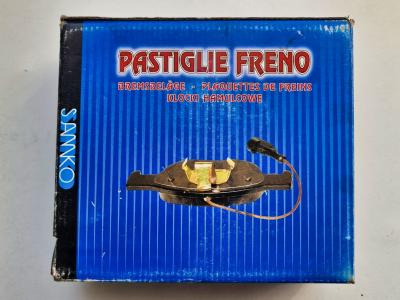 PASTIGLIE FRENO
BREMSBELÄGE - PLAQUETTES DE FREINS
KLOCKI HAMULCOWE
SANKO